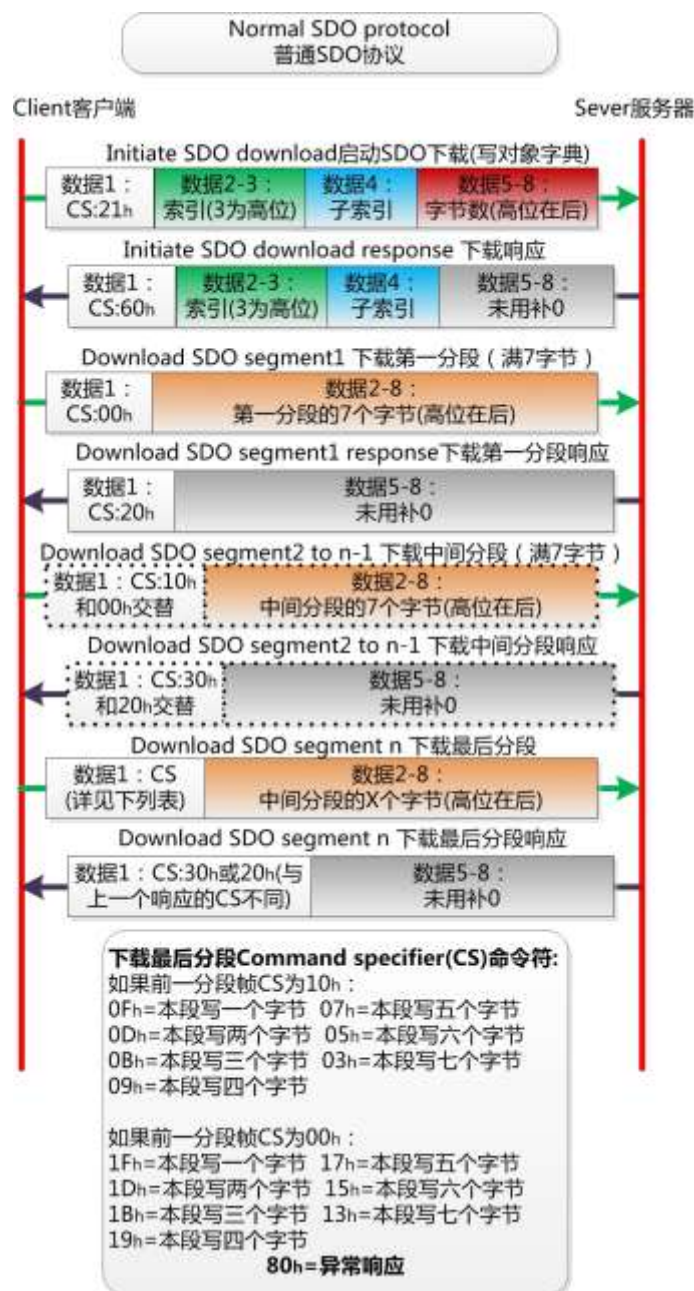 Normal SDO protocol
普通SDO协议
Client客户端
Sever服务器
Initiate SDO download启动SDO下载(写对象字典)
数据1：
CS:21h
数据2-3：
索引(3为高位)
数据4：
子索引
数据5-8：
字节数(高位在后)
Initiate SDO download response 下载响应
数据1：
CS:60h
数据2-3：
索引(3为高位)
数据4：
子索引
数据5-8：
未用补0
Download SDO segment1 下载第一分段（满7字节）
数据1：
CS:00h
数据2-8：
第一分段的7个字节(高位在后)
Download SDO segment1 response下载第一分段响应
数据1：
CS:20h
数据5-8：
未用补0
Download SDO segment2 to n-1 下载中间分段（满7字节）
数据1：CS:10h
和00h交替
数据2-8：
中间分段的7个字节(高位在后)
Download SDO segment2 to n-1 下载中间分段响应
数据1：CS:30h
和20h交替
数据5-8：
未用补0
Download SDO segment n 下载最后分段
数据1：CS
(详见下列表)
数据2-8：
中间分段的X个字节(高位在后)
Download SDO segment n 下载最后分段响应
数据1：CS:30h或20h(与
上一个响应的CS不同)
数据5-8：
未用补0
下载最后分段Command specifier(CS)命令符:
如果前一分段帧CS为10h：
0Fh=本段写一个字节 07h=本段写五个字节
0Dh=本段写两个字节 05h=本段写六个字节
0Bh=本段写三个字节 03h=本段写七个字节
09h=本段写四个字节
如果前一分段帧CS为00h：
1Fh=本段写一个字节 17h=本段写五个字节
1Dh=本段写两个字节 15h=本段写六个字节
1Bh=本段写三个字节 13h=本段写七个字节
19h=本段写四个字节
80h=异常响应